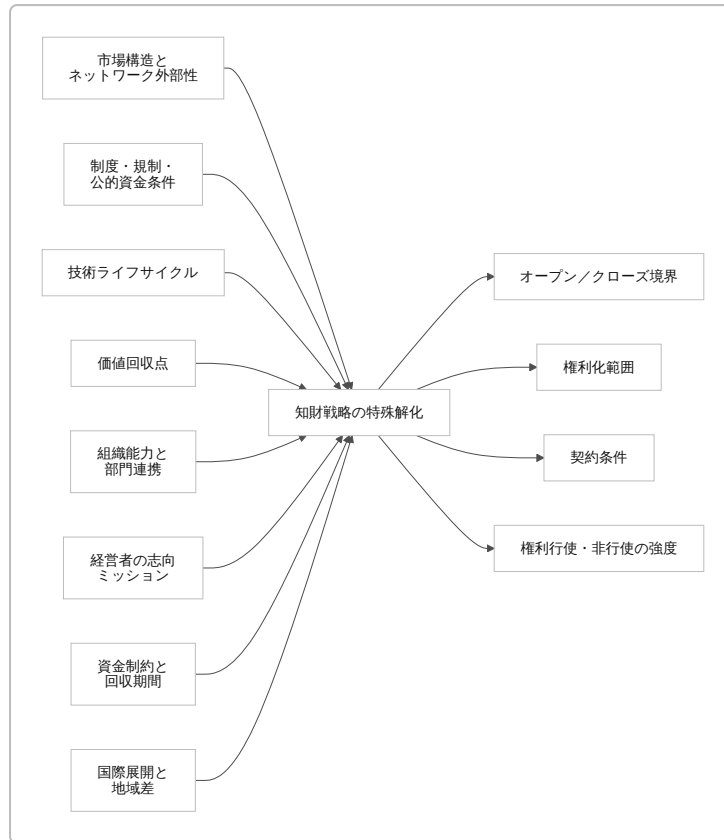 市場構造と
ネットワーク外部性
制度・規制・
公的資金条件
技術ライフサイクル
価値回収点
組織能力と
部門連携
経営者の志向
ミッション
資金制約と
回収期間
国際展開と
地域差
知財戦略の特殊解化
オープン／クローズ境界
権利化範囲
契約条件
権利行使・非行使の強度